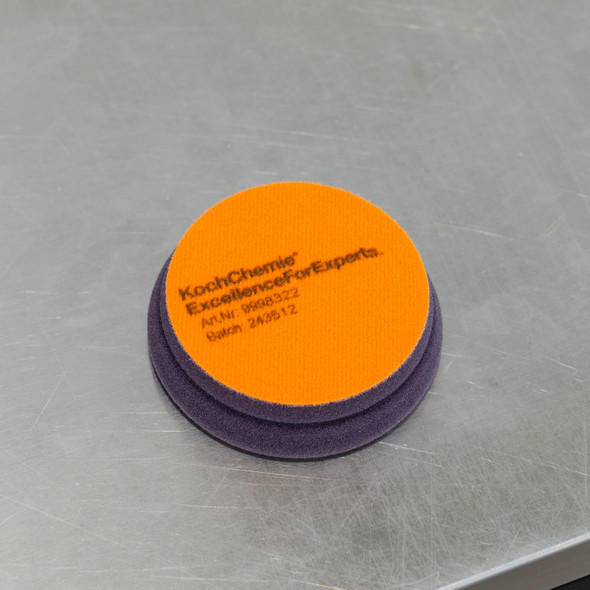 KochChemie®
ExcellenceForExperts.
Art.Nr. 9998322
Batch: 243512